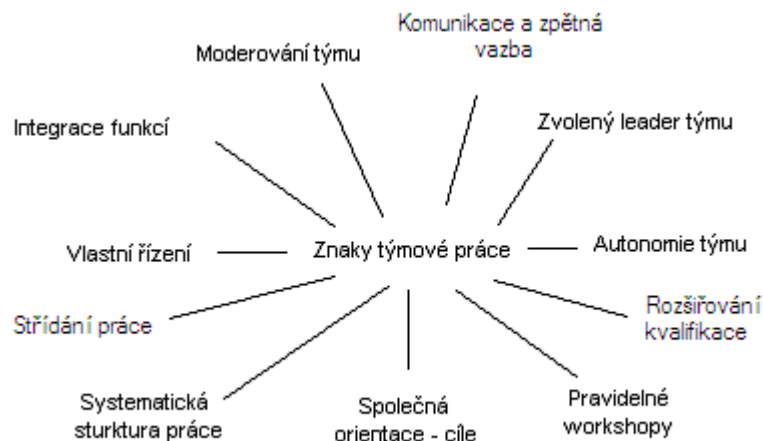 Komunikace a zpětná
vazba
Moderování týmu
Integrace funkcí
Zvolený leader týmu
Vlastní řízení
Znaky týmové práce
Autonomie týmu
Střídání práce
Rozšiřování
kvalifikace
Systematická
sturktura práce
Společná
orientace - cíle
Pravidelné
workshopy